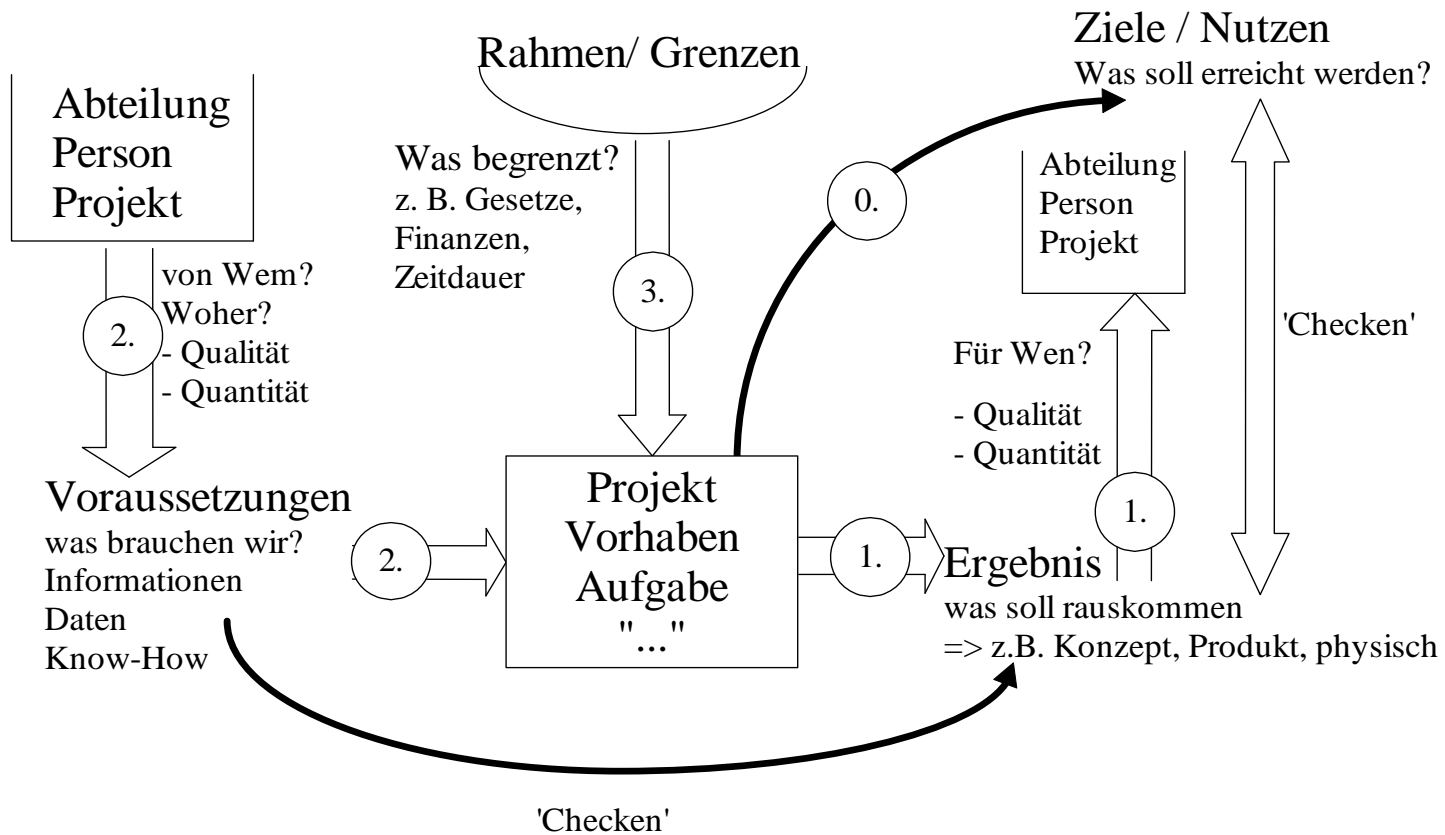 Ziele / Nutzen
Was soll erreicht werden?
Rahmen/ Grenzen
Abteilung
Person
Projekt
Was begrenzt?
z. B. Gesetze,
Finanzen,
Zeitdauer
0.
Abteilung
Person
Projekt
von Wem?
Woher?
- Qualität
- Quantität
2.
3.
'Checken'
Für Wen?
- Qualität
- Quantität
1.
Voraussetzungen
was brauchen wir?
Informationen
Daten
Know-How
2.
Projekt
Vorhaben
Aufgabe
"..."
1.
Ergebnis
was soll rauskommen
=> z.B. Konzept, Produkt, physisch
'Checken'